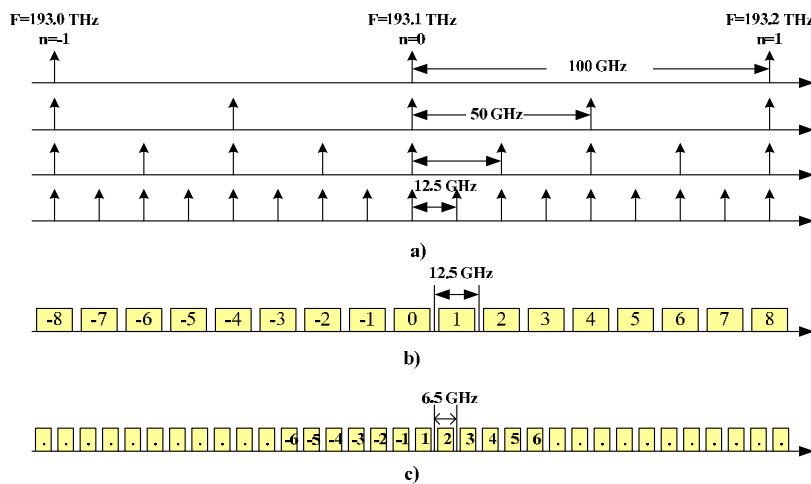 F=193.0 THz F=193.1 THz F=193.2 THz
n=-1 n=0 n=1
100 GHz
50 GHz
12.5 GHz
a)
12.5 GHz
-8 -7 -6 -5 -4 -3 -2 -1 0 1 2 3 4 5 6 7 8
b)
6.5 GHz
. . . . . . . . . . . -6 -5 -4 -3 -2 -1 1 2 3 4 5 6 . . . . . . . . . . .
c)